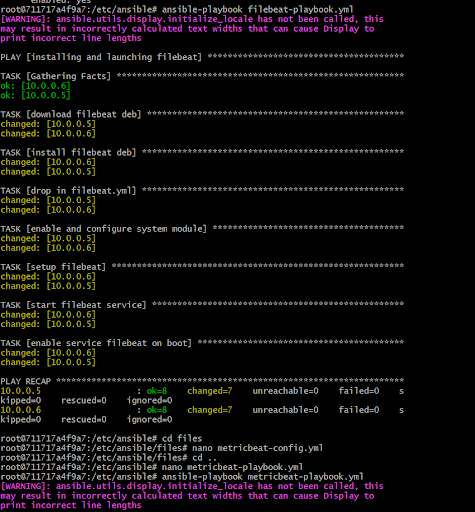 enabled: yes
root@711717a4f9a7:/etc/ansible# ansible-playbook filebeat-playbook.yml
[WARNING]: ansible.utils.display.initialize_locale has not been called, this
may result in incorrectly calculated text widths that can cause Display to
print incorrect line lengths
PLAY [installing and launching filebeat] ***************************************
TASK [Gathering Facts] *********************************************************
ok: [10.0.0.6]
ok: [10.0.0.5]
TASK [download filebeat deb] ***************************************************
changed: [10.0.0.5]
changed: [10.0.0.6]
TASK [install filebeat deb] ****************************************************
changed: [10.0.0.6]
changed: [10.0.0.5]
TASK [drop in filebeat.yml] ****************************************************
changed: [10.0.0.5]
changed: [10.0.0.6]
TASK [enable and configure system module] **************************************
changed: [10.0.0.5]
changed: [10.0.0.6]
TASK [setup filebeat] **********************************************************
changed: [10.0.0.6]
changed: [10.0.0.5]
TASK [start filebeat service] **************************************************
changed: [10.0.0.6]
changed: [10.0.0.5]
TASK [enable service filebeat on boot] *****************************************
changed: [10.0.0.6]
changed: [10.0.0.5]
PLAY RECAP *********************************************************************
10.0.0.5 : ok=8 changed=7 unreachable=0 failed=0 s
kipped=0 rescued=0 ignored=0
10.0.0.6 : ok=8 changed=7 unreachable=0 failed=0 s
kipped=0 rescued=0 ignored=0
root@711717a4f9a7:/etc/ansible# cd files
root@711717a4f9a7:/etc/ansible/files# nano metricbeat-config.yml
root@711717a4f9a7:/etc/ansible/files# cd ..
root@711717a4f9a7:/etc/ansible# nano metricbeat-playbook.yml
root@711717a4f9a7:/etc/ansible# ansible-playbook metricbeat-playbook.yml
[WARNING]: ansible.utils.display.initialize_locale has not been called, this
may result in incorrectly calculated text widths that can cause Display to
print incorrect line lengths